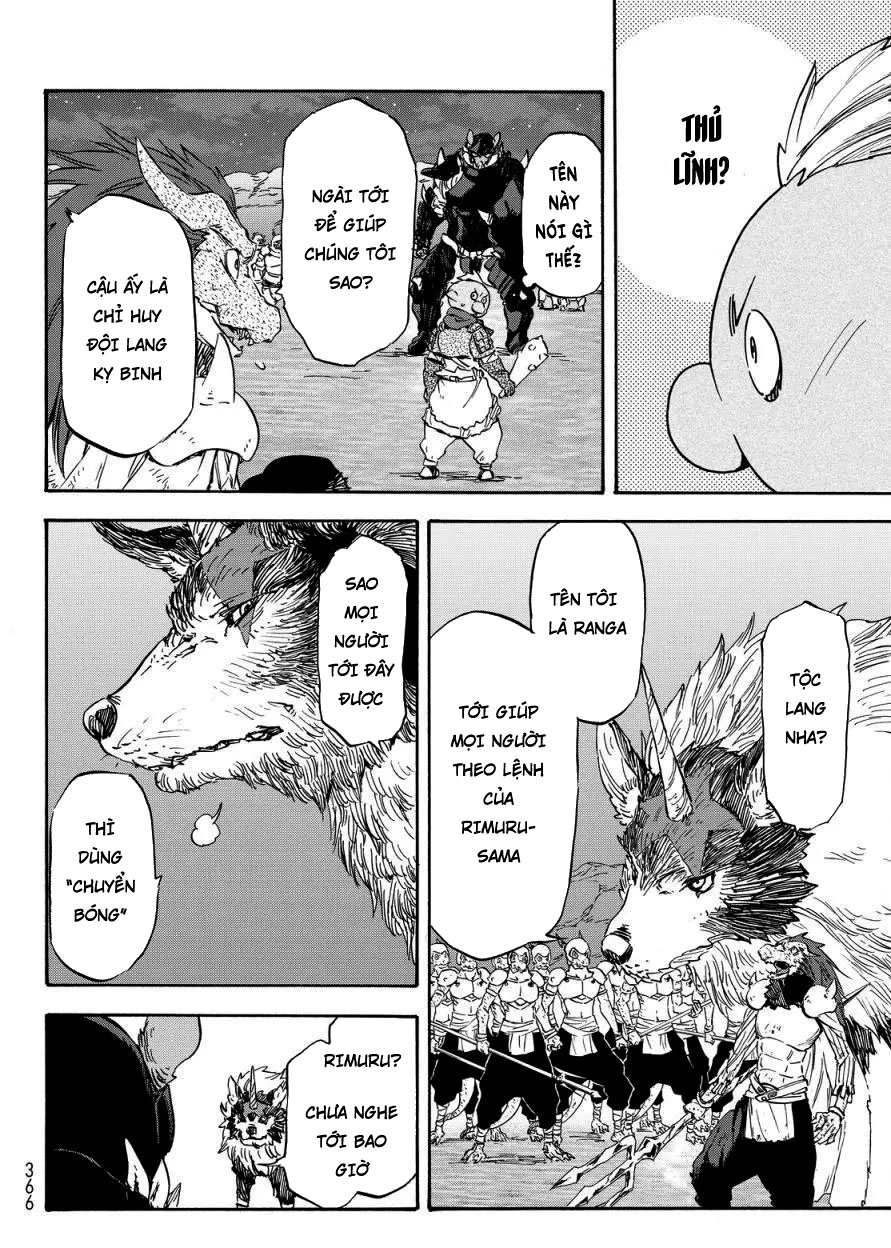 THỦ
LĨNH?
TÊN
NÀY
NÓI GÌ
THẾ?
NGÀI TỚI
ĐỂ GIÚP
CHÚNG TÔI
SAO?
CẬU ẤY LÀ
CHỈ HUY
ĐỘI LANG
KỴ BINH
TỘC
LANG
NHA?
TÊN TÔI
LÀ RANGA
TỚI GIÚP
MỌI NGƯỜI
THEO LỆNH
CỦA
RIMURU-
SAMA
SAO
MỌI
NGƯỜI
TỚI ĐÂY
ĐƯỢC
THÌ
DÙNG
"CHUYỂN
BÓNG"
RIMURU?
CHƯA NGHE
TỚI BAO
GIỜ
366